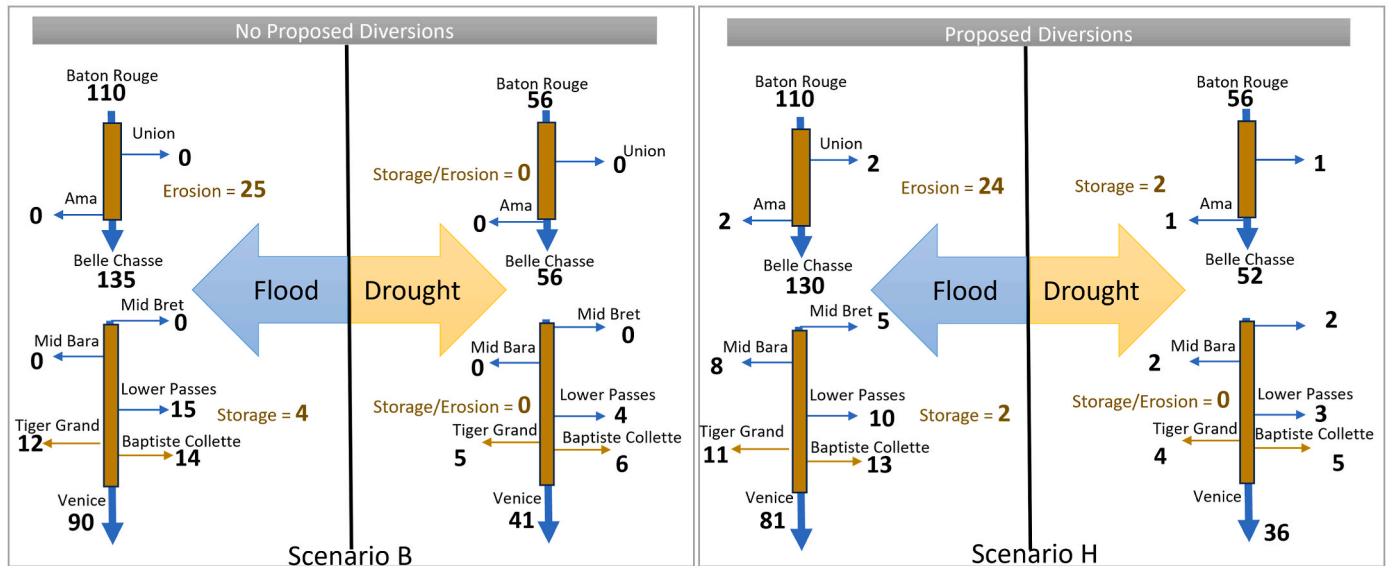 No Proposed Diversions
Baton Rouge
110
Union
0
Erosion = 25
Ama
0
Belle Chasse
135
Mid Bret
0
Mid Bara
0
Lower Passes
15
Storage = 4
Tiger Grand
12
Baptiste Collette
14
Venice
90
Flood
Drought
Baton Rouge
56
Union
0
Storage/Erosion = 0
Ama
0
Belle Chasse
56
Mid Bret
0
Mid Bara
0
Storage/Erosion = 0
Lower Passes
4
Tiger Grand
5
Baptiste Collette
6
Venice
41
Scenario B
Proposed Diversions
Baton Rouge
110
Union
2
Erosion = 24
Ama
2
Belle Chasse
130
Mid Bret
5
Mid Bara
8
Lower Passes
10
Storage = 2
Tiger Grand
11
Baptiste Collette
13
Venice
81
Flood
Drought
Baton Rouge
56
1
Storage = 2
Ama
1
Belle Chasse
52
2
Mid Bara
2
Storage/Erosion = 0
Lower Passes
3
Tiger Grand
4
Baptiste Collette
5
Venice
36
Scenario H